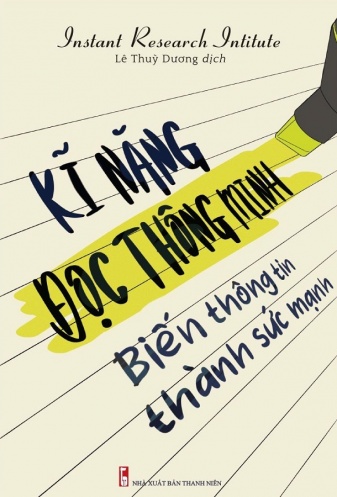 Instant Research Intitute
Lê Thuỳ Dương dịch
KĨ NĂNG
ĐỌC THÔNG MINH
Biến thông tin
thành sức mạnh
NHÀ XUẤT BẢN THANH NIÊN